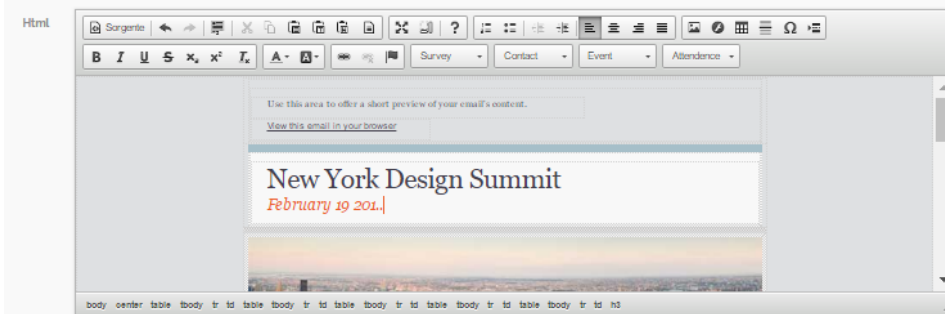 Html
Sorgente
B I U S x₂ x² Tx A A Survey Contact Event Attendence
Use this area to offer a short preview of your email's content.
View this email in your browser
New York Design Summit
February 19 201..
body center table tbody tr td table tbody tr td table tbody tr td table tbody tr td table tbody tr td h3